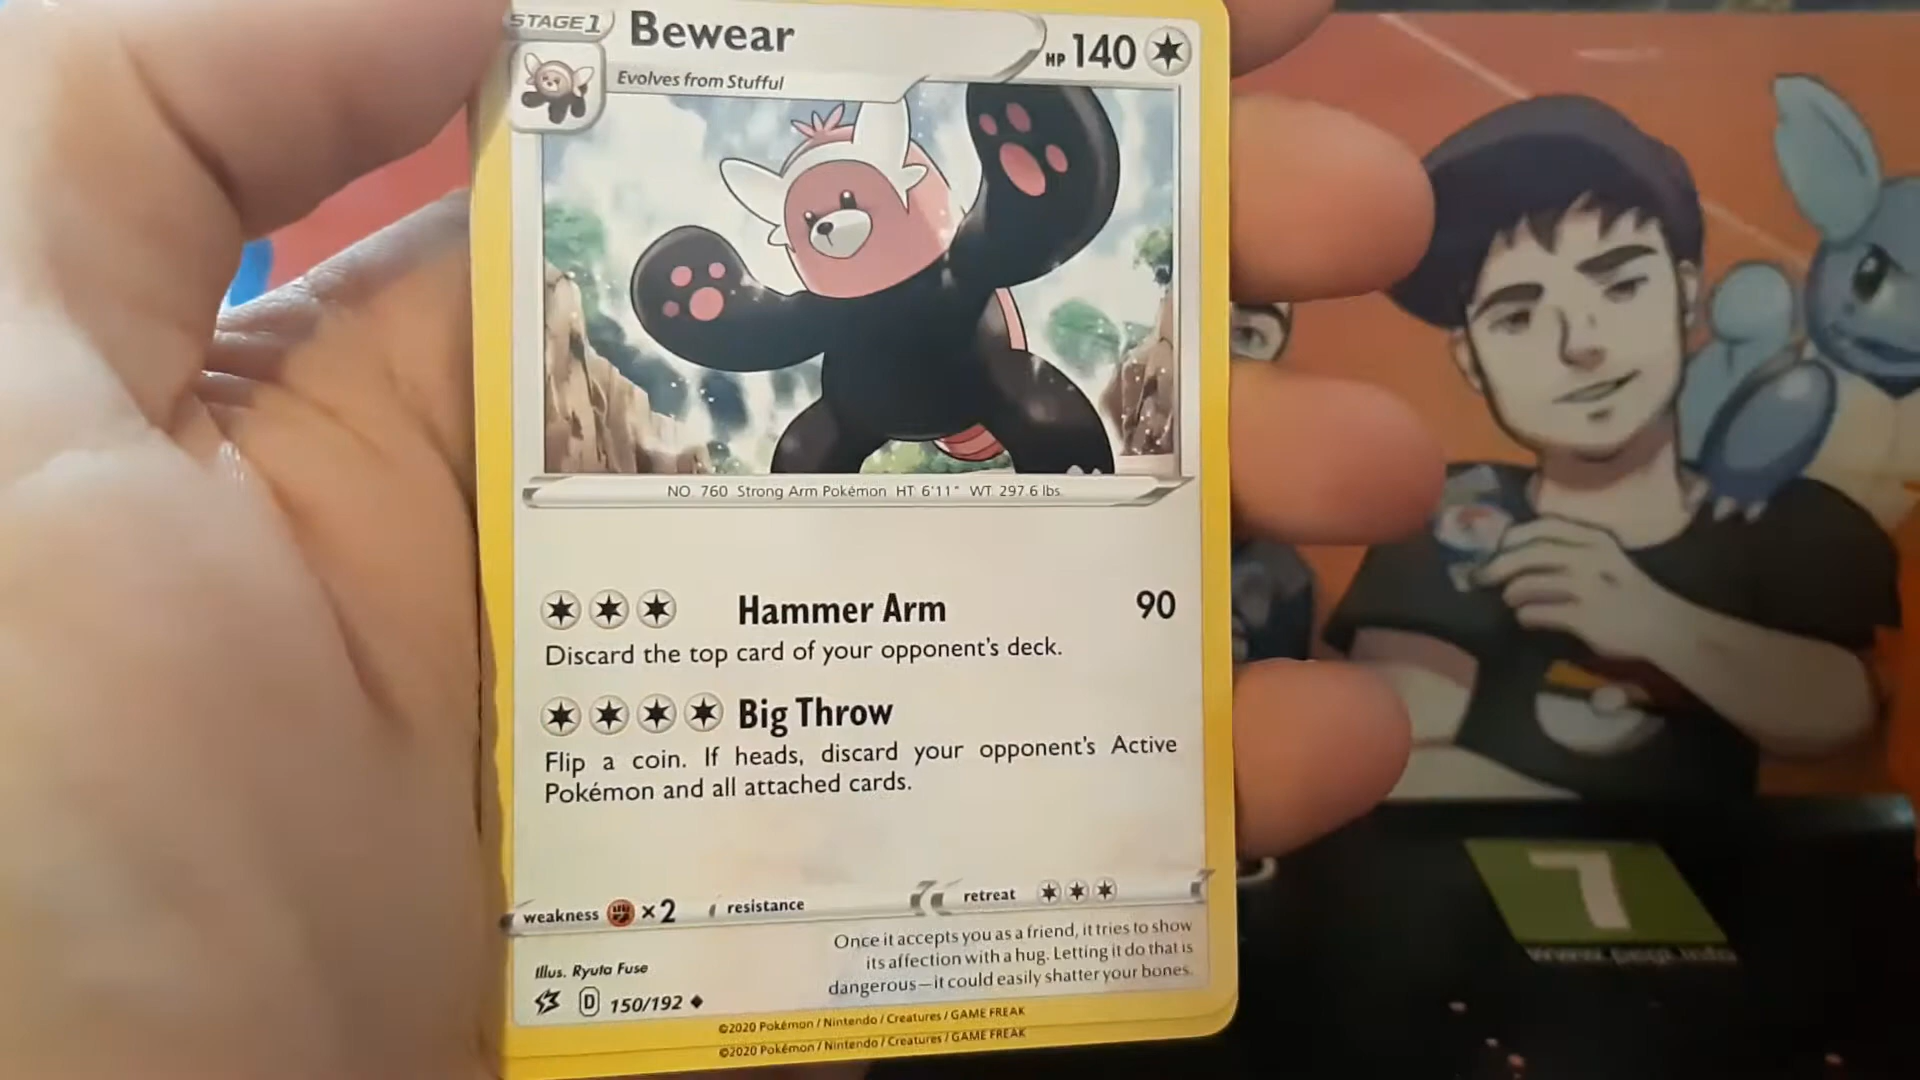 STAGE 1
Bewear
HP 140
Evolves from Stufful
NO. 760 Strong Arm Pokémon HT. 6'11" WT. 297.6 lbs.
Hammer Arm 90
Discard the top card of your opponent's deck.
Big Throw
Flip a coin. If heads, discard your opponent's Active
Pokémon and all attached cards.
weakness ×2 resistance retreat
Once it accepts you as a friend, it tries to show
its affection with a hug. Letting it do that is
dangerous—it could easily shatter your bones.
Illus. Ryuta Fuse
D 150/192
©2020 Pokémon / Nintendo / Creatures / GAME FREAK
©2020 Pokémon / Nintendo / Creatures / GAME FREAK
7
www.pegi.info